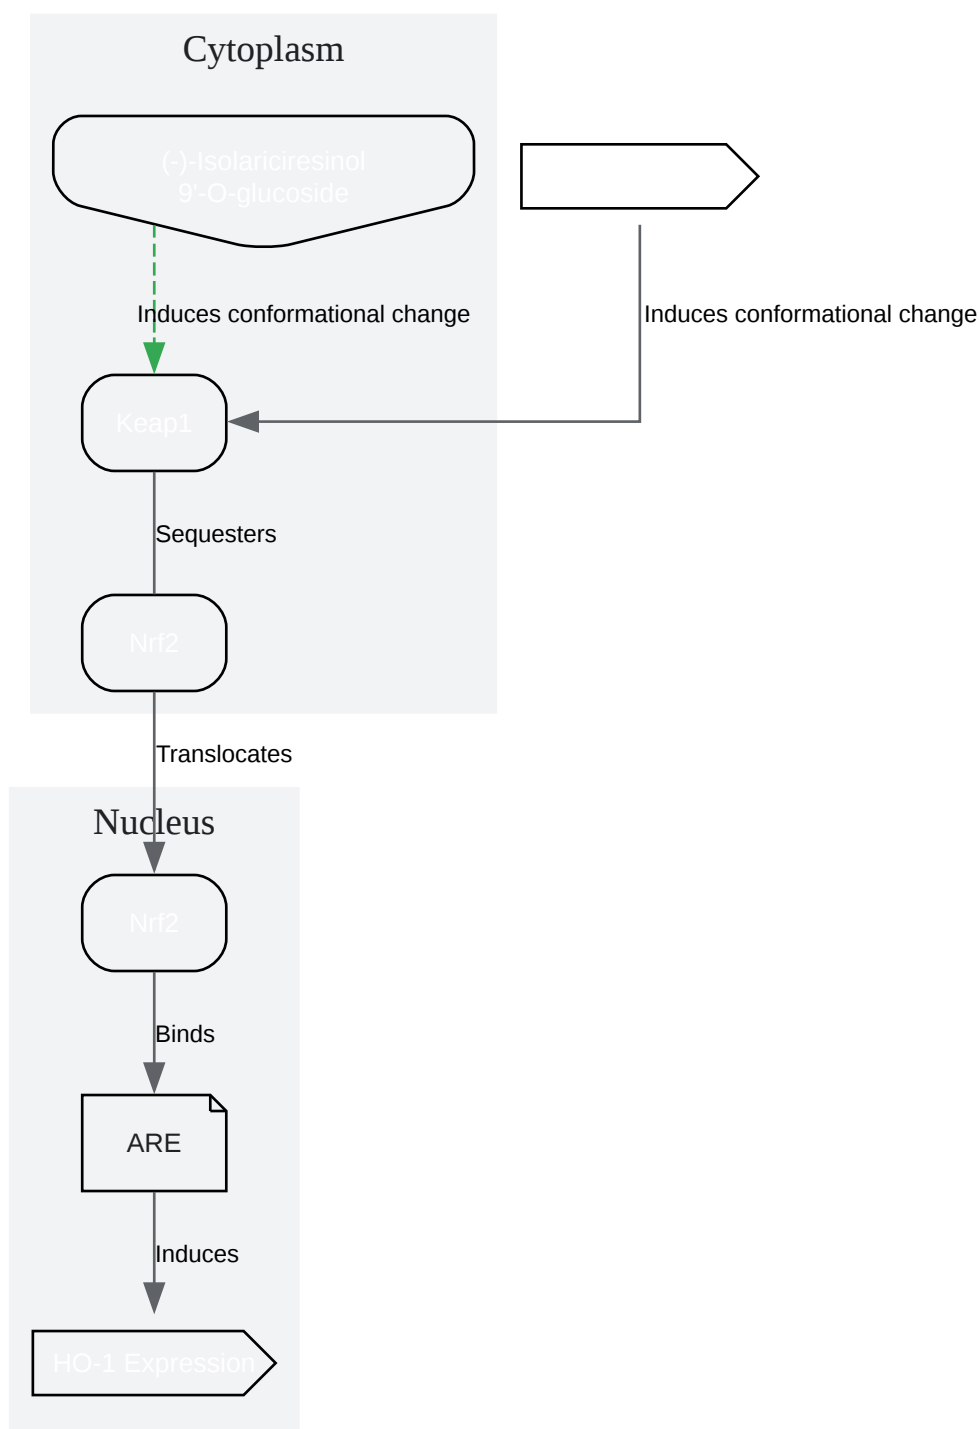 Cytoplasm
(-)-Isolariciresinol
9'-O-glucoside
Induces conformational change
Induces conformational change
Keap1
Sequesters
Nrf2
Translocates
Nucleus
Nrf2
Binds
ARE
Induces
HO-1 Expression